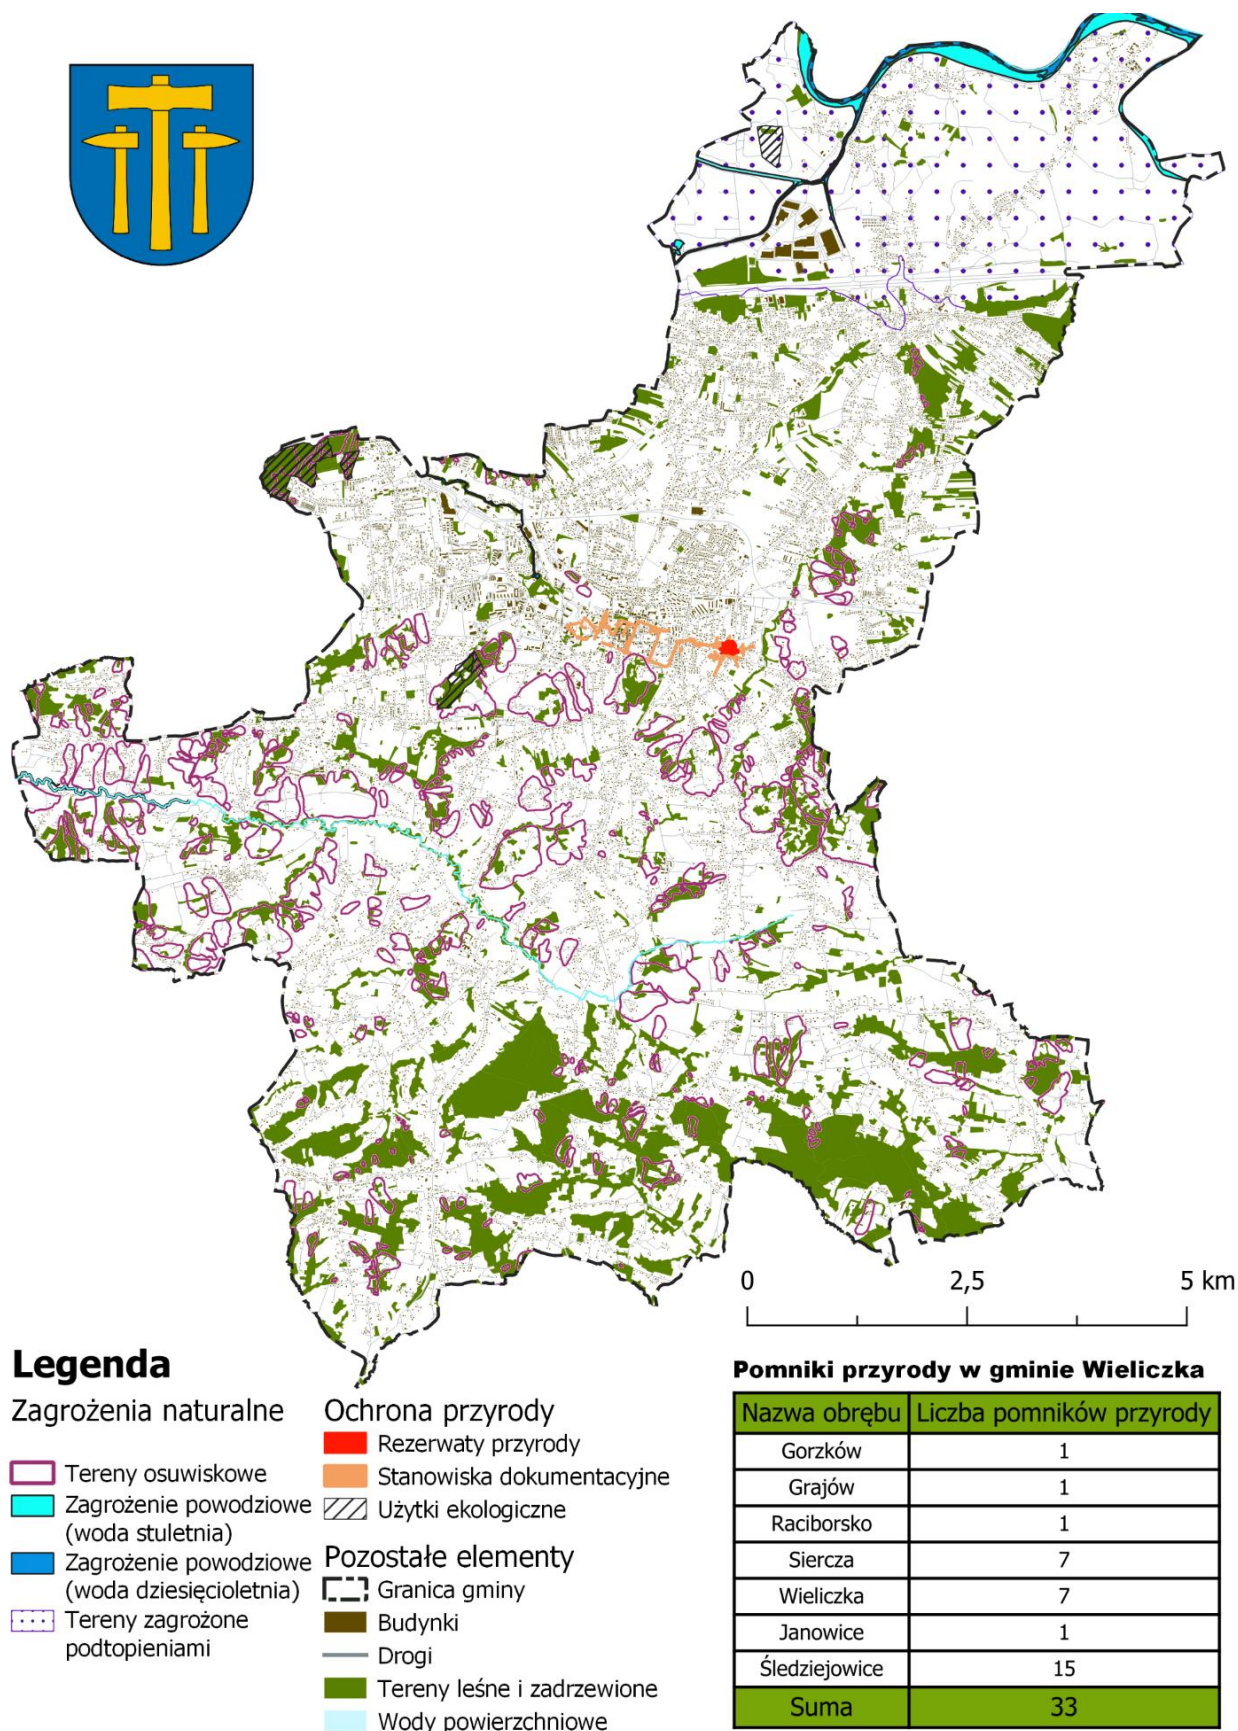 0 2,5 5 km
Legenda
Zagrożenia naturalne
Tereny osuwiskowe
Zagrożenie powodziowe
(woda stuletnia)
Zagrożenie powodziowe
(woda dziesięcioletnia)
Tereny zagrożone
podtopieniami
Ochrona przyrody
Rezerwaty przyrody
Stanowiska dokumentacyjne
Użytki ekologiczne
Pozostałe elementy
Granica gminy
Budynki
Drogi
Tereny leśne i zadrzewione
Wody powierzchniowe
Pomniki przyrody w gminie Wieliczka
Nazwa obrębu Liczba pomników przyrody
Gorzków 1
Grajów 1
Raciborsko 1
Siercza 7
Wieliczka 7
Janowice 1
Śledziejowice 15
Suma 33